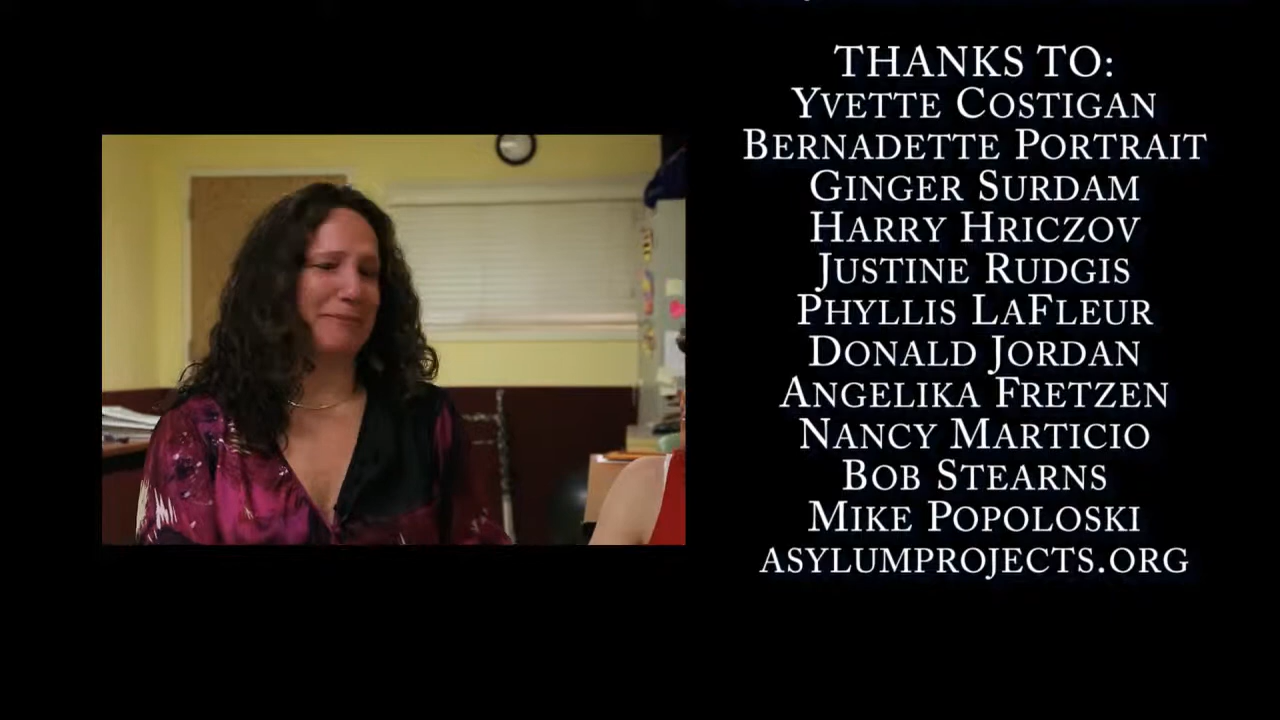 THANKS TO:
YVETTE COSTIGAN
BERNADETTE PORTRAIT
GINGER SURDAM
HARRY HRICZOV
JUSTINE RUDGIS
PHYLLIS LAFLEUR
DONALD JORDAN
ANGELIKA FRETZEN
NANCY MARTICIO
BOB STEARNS
MIKE POPOLOSKI
ASYLUMPROJECTS.ORG